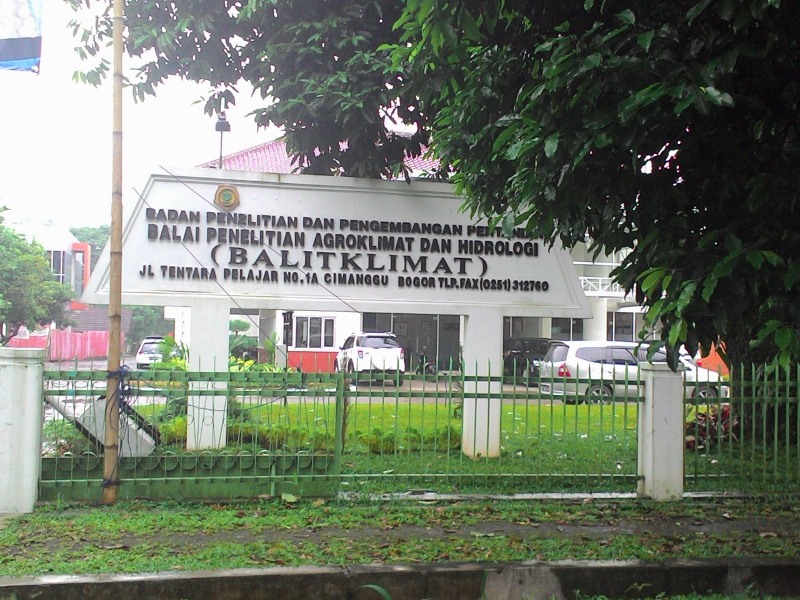 BADAN PENELITIAN DAN PENGEMBANGAN
BALAI PENELITIAN AGROKLIMAT DAN HIDROLOGI
(BALITKLIMAT)
JL TENTARA PELAJAR NO.1A CIMANGGU BOGOR TLP.FAX(0251)312760